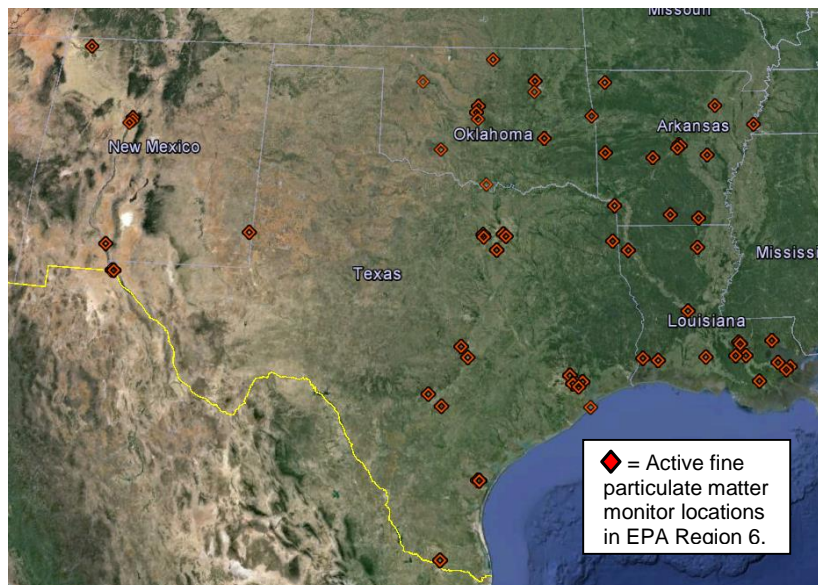 Missouri
Arkansas
Oklahoma
New Mexico
Mississi
Texas
Louisiana
= Active fine
particulate matter
monitor locations
in EPA Region 6.